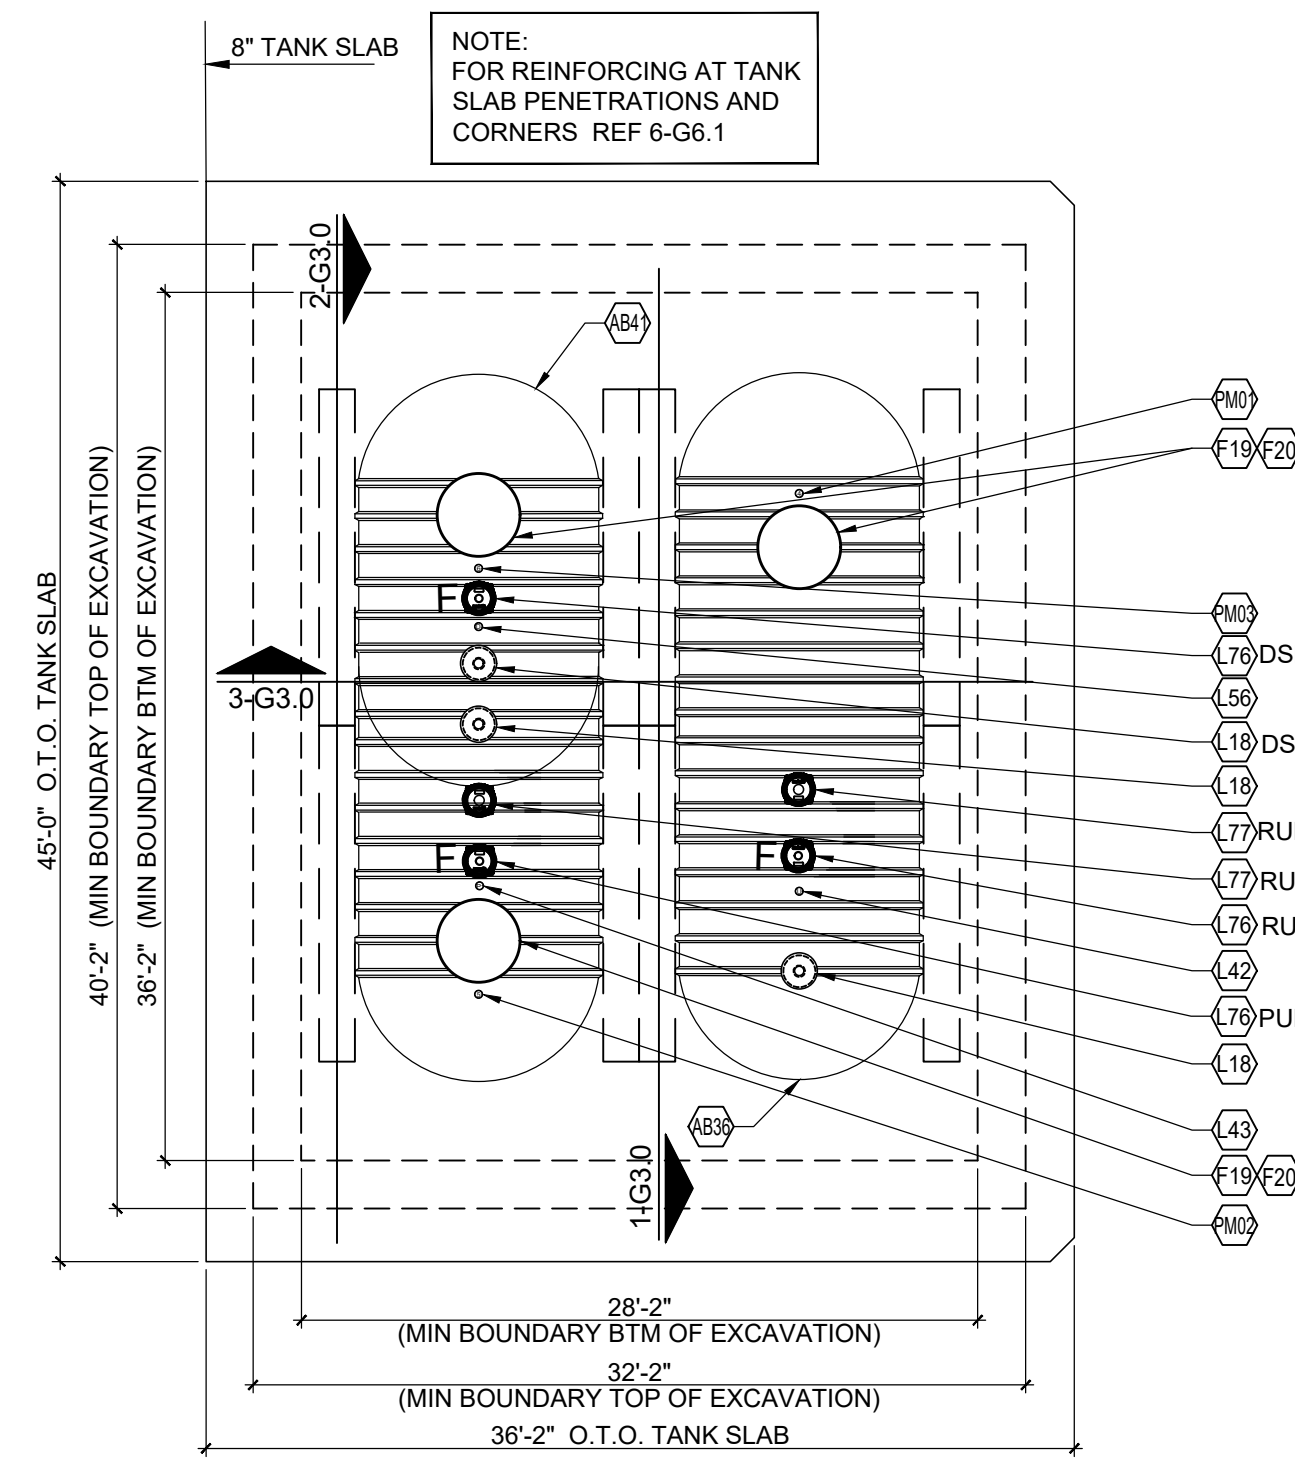 8" TANK SLAB
NOTE:
FOR REINFORCING AT TANK
SLAB PENETRATIONS AND
CORNERS REF 6-G6.1
2-G3.0
AB41
PM01
F19 F20
45'-0" O.T.O. TANK SLAB
40'-2" (MIN BOUNDARY TOP OF EXCAVATION)
36'-2" (MIN BOUNDARY BTM OF EXCAVATION)
F
PM03
L76 DS
L56
3-G3.0
L18 DS
L18
L77 RU
L77 RU
F
F
L76 RU
L42
L76 PU
L18
AB36
L43
1-G3.0
F19 F20
PM02
28'-2"
(MIN BOUNDARY BTM OF EXCAVATION)
32'-2"
(MIN BOUNDARY TOP OF EXCAVATION)
36'-2" O.T.O. TANK SLAB